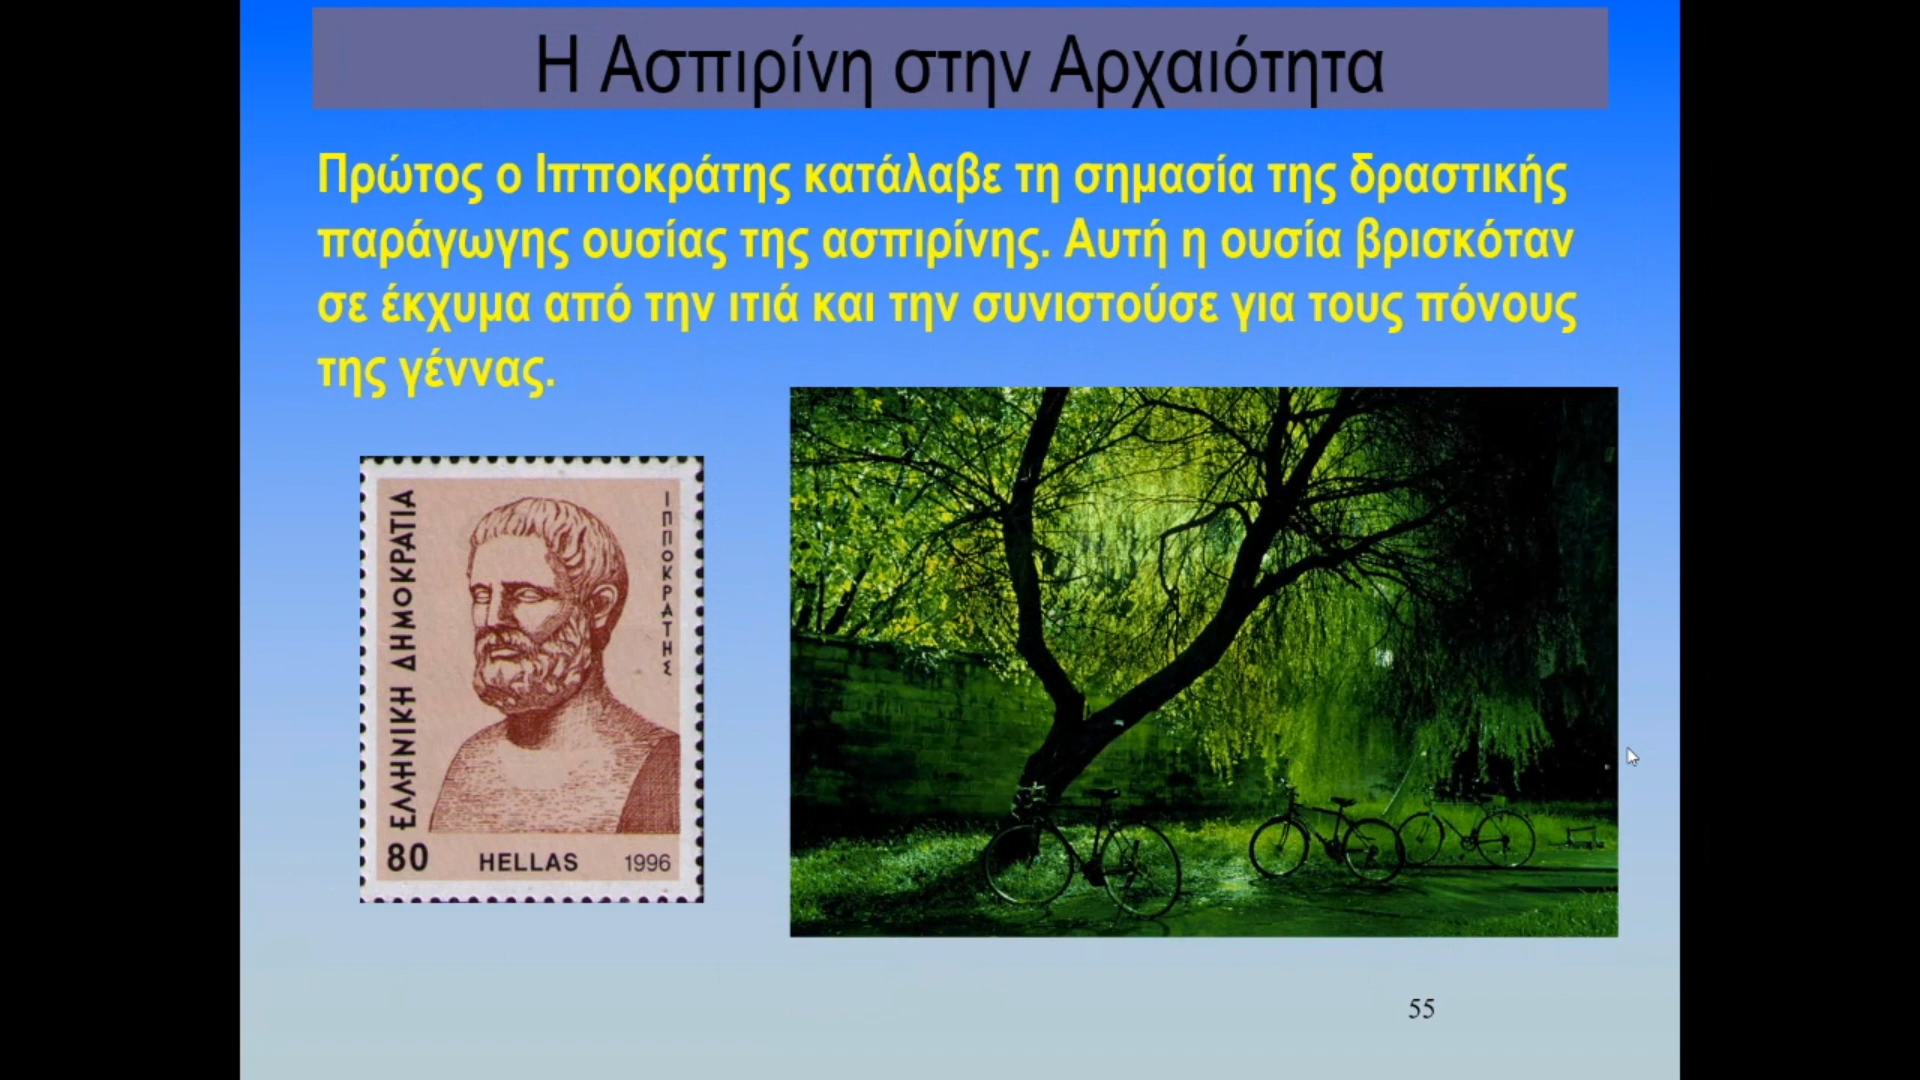 Η Ασπιρίνη στην Αρχαιότητα
Πρώτος ο Ιπποκράτης κατάλαβε τη σημασία της δραστικής
παράγωγης ουσίας της ασπιρίνης. Αυτή η ουσία βρισκόταν
σε έκχυμα από την ιτιά και την συνιστούσε για τους πόνους
της γέννας.
ΕΛΛΗΝΙΚΗ ΔΗΜΟΚΡΑΤΙΑ
ΙΠΠΟΚΡΑΤΗΣ
80 HELLAS 1996
55